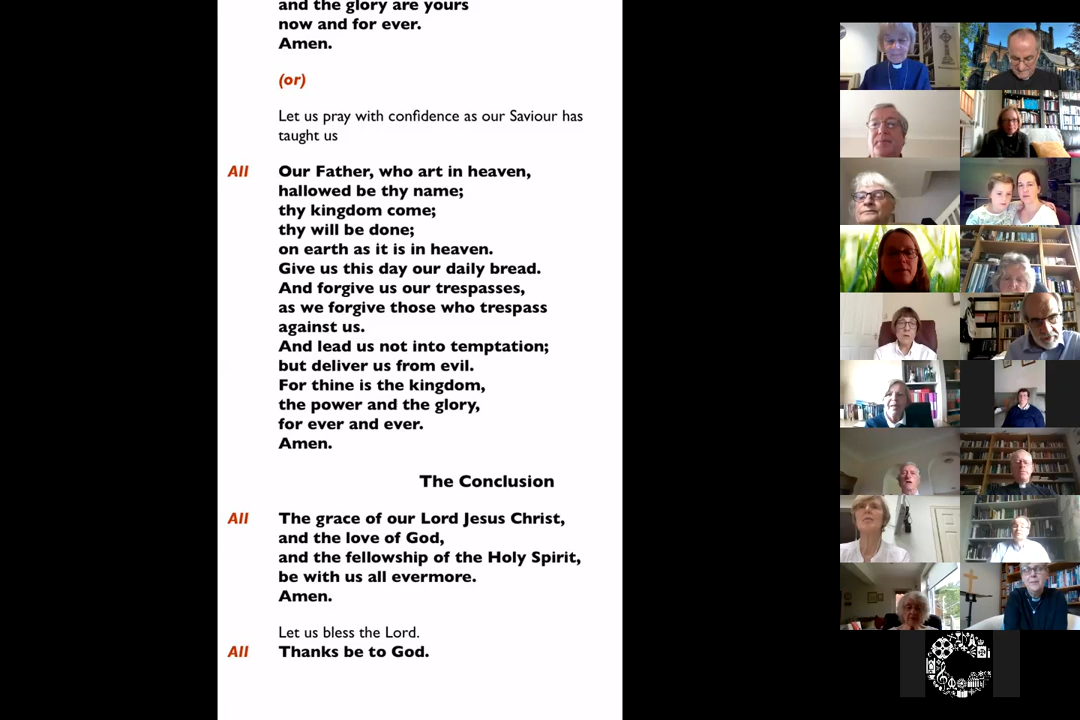 and the glory are yours
now and for ever.
Amen.
(or)
Let us pray with confidence as our Saviour has
taught us
All Our Father, who art in heaven,
hallowed be thy name;
thy kingdom come;
thy will be done;
on earth as it is in heaven.
Give us this day our daily bread.
And forgive us our trespasses,
as we forgive those who trespass
against us.
And lead us not into temptation;
but deliver us from evil.
For thine is the kingdom,
the power and the glory,
for ever and ever.
Amen.
The Conclusion
All The grace of our Lord Jesus Christ,
and the love of God,
and the fellowship of the Holy Spirit,
be with us all evermore.
Amen.
Let us bless the Lord.
All Thanks be to God.